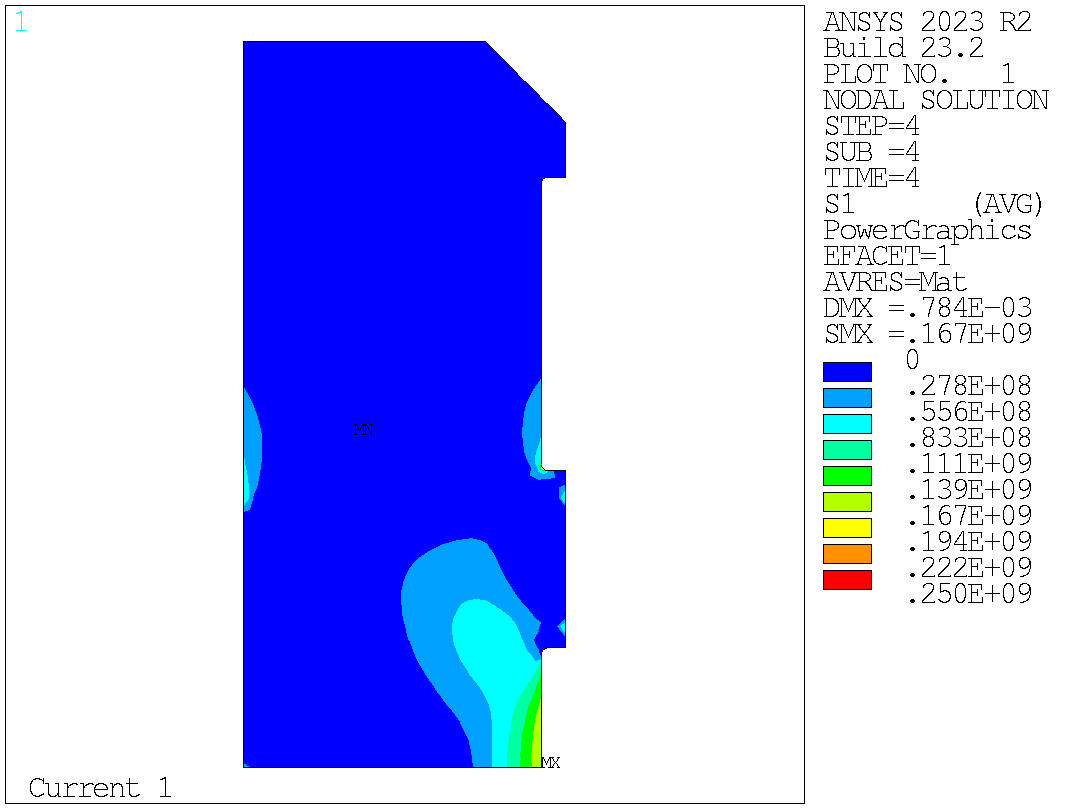 1
ANSYS 2023 R2
Build 23.2
PLOT NO. 1
NODAL SOLUTION
STEP=4
SUB =4
TIME=4
S1 (AVG)
PowerGraphics
EFACET=1
AVRES=Mat
DMX =.784E-03
SMX =.167E+09
0
.278E+08
.556E+08
.833E+08
.111E+09
.139E+09
.167E+09
.194E+09
.222E+09
.250E+09
MN
MX
Current 1